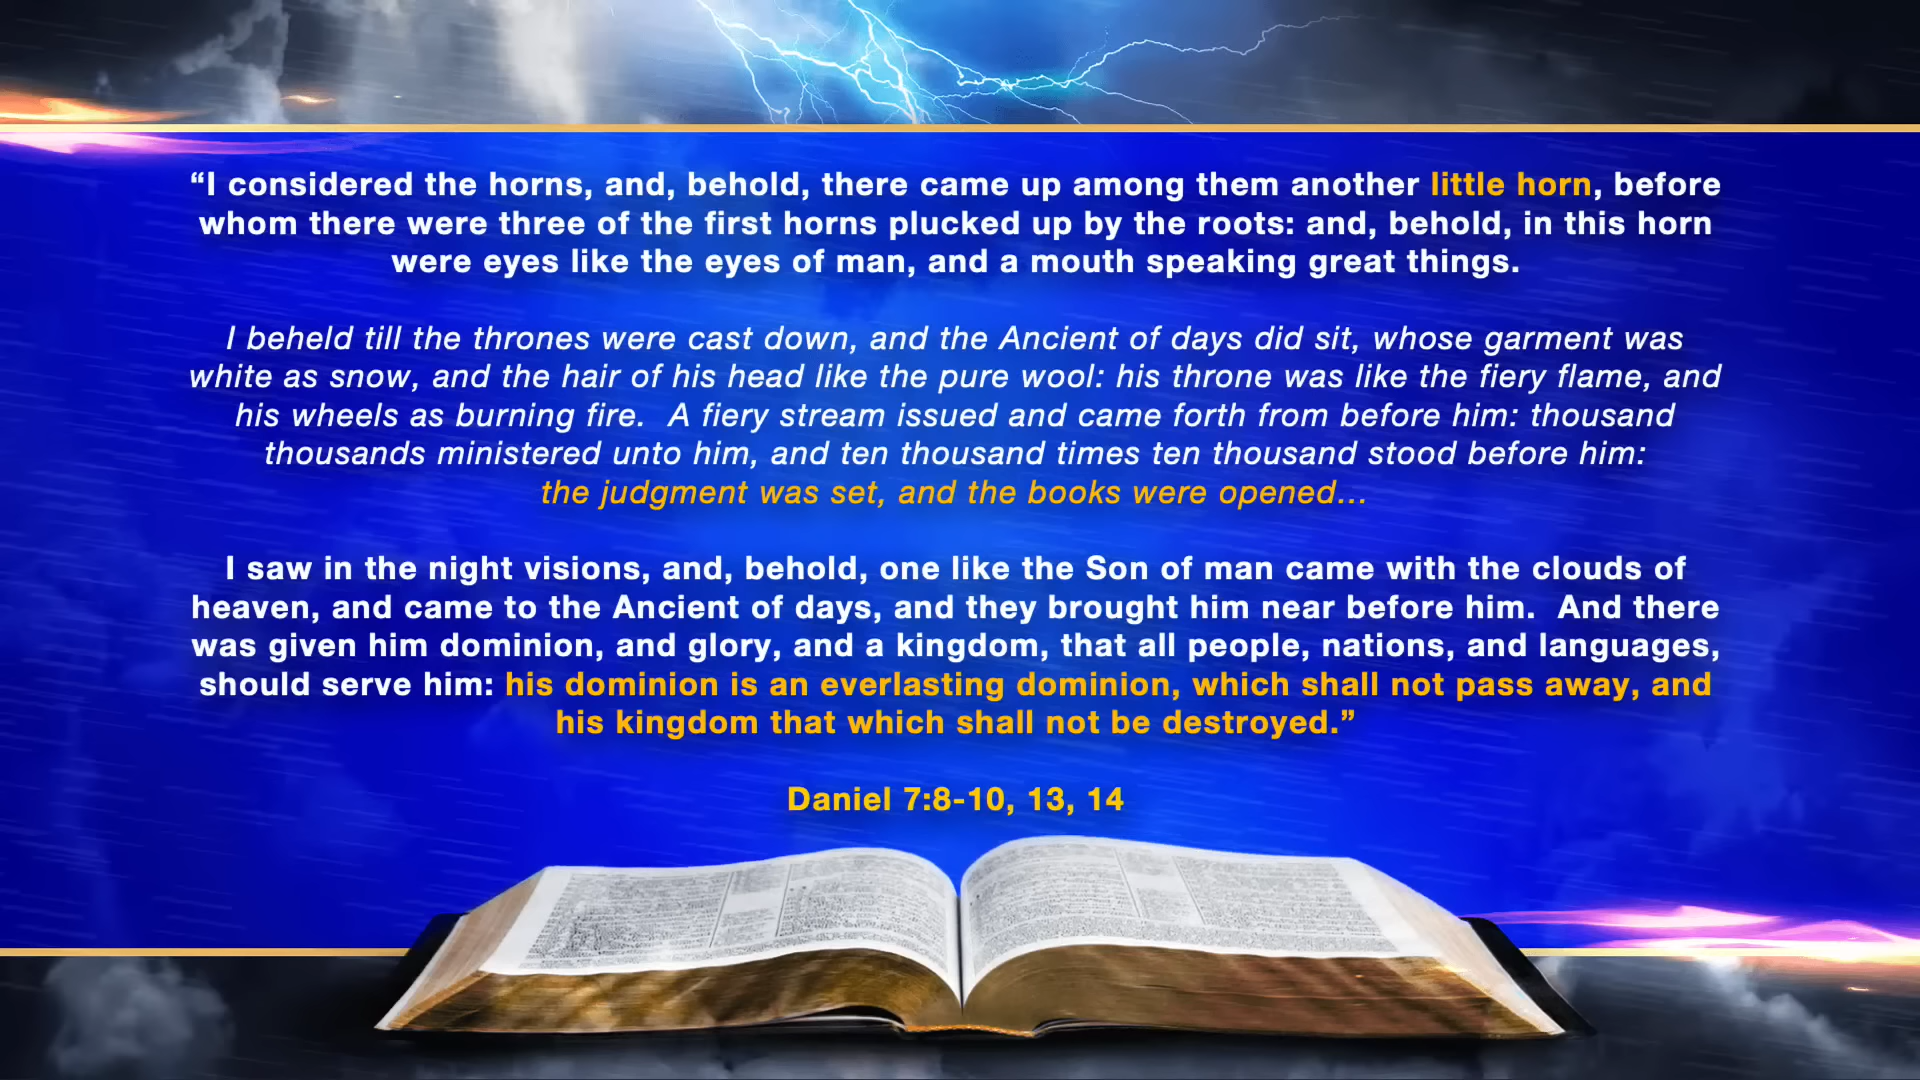 “I considered the horns, and, behold, there came up among them another little horn, before
whom there were three of the first horns plucked up by the roots: and, behold, in this horn
were eyes like the eyes of man, and a mouth speaking great things.
I beheld till the thrones were cast down, and the Ancient of days did sit, whose garment was
white as snow, and the hair of his head like the pure wool: his throne was like the fiery flame, and
his wheels as burning fire.  A fiery stream issued and came forth from before him: thousand
thousands ministered unto him, and ten thousand times ten thousand stood before him:
the judgment was set, and the books were opened...
I saw in the night visions, and, behold, one like the Son of man came with the clouds of
heaven, and came to the Ancient of days, and they brought him near before him.  And there
was given him dominion, and glory, and a kingdom, that all people, nations, and languages,
should serve him: his dominion is an everlasting dominion, which shall not pass away, and
his kingdom that which shall not be destroyed.”
Daniel 7:8-10, 13, 14